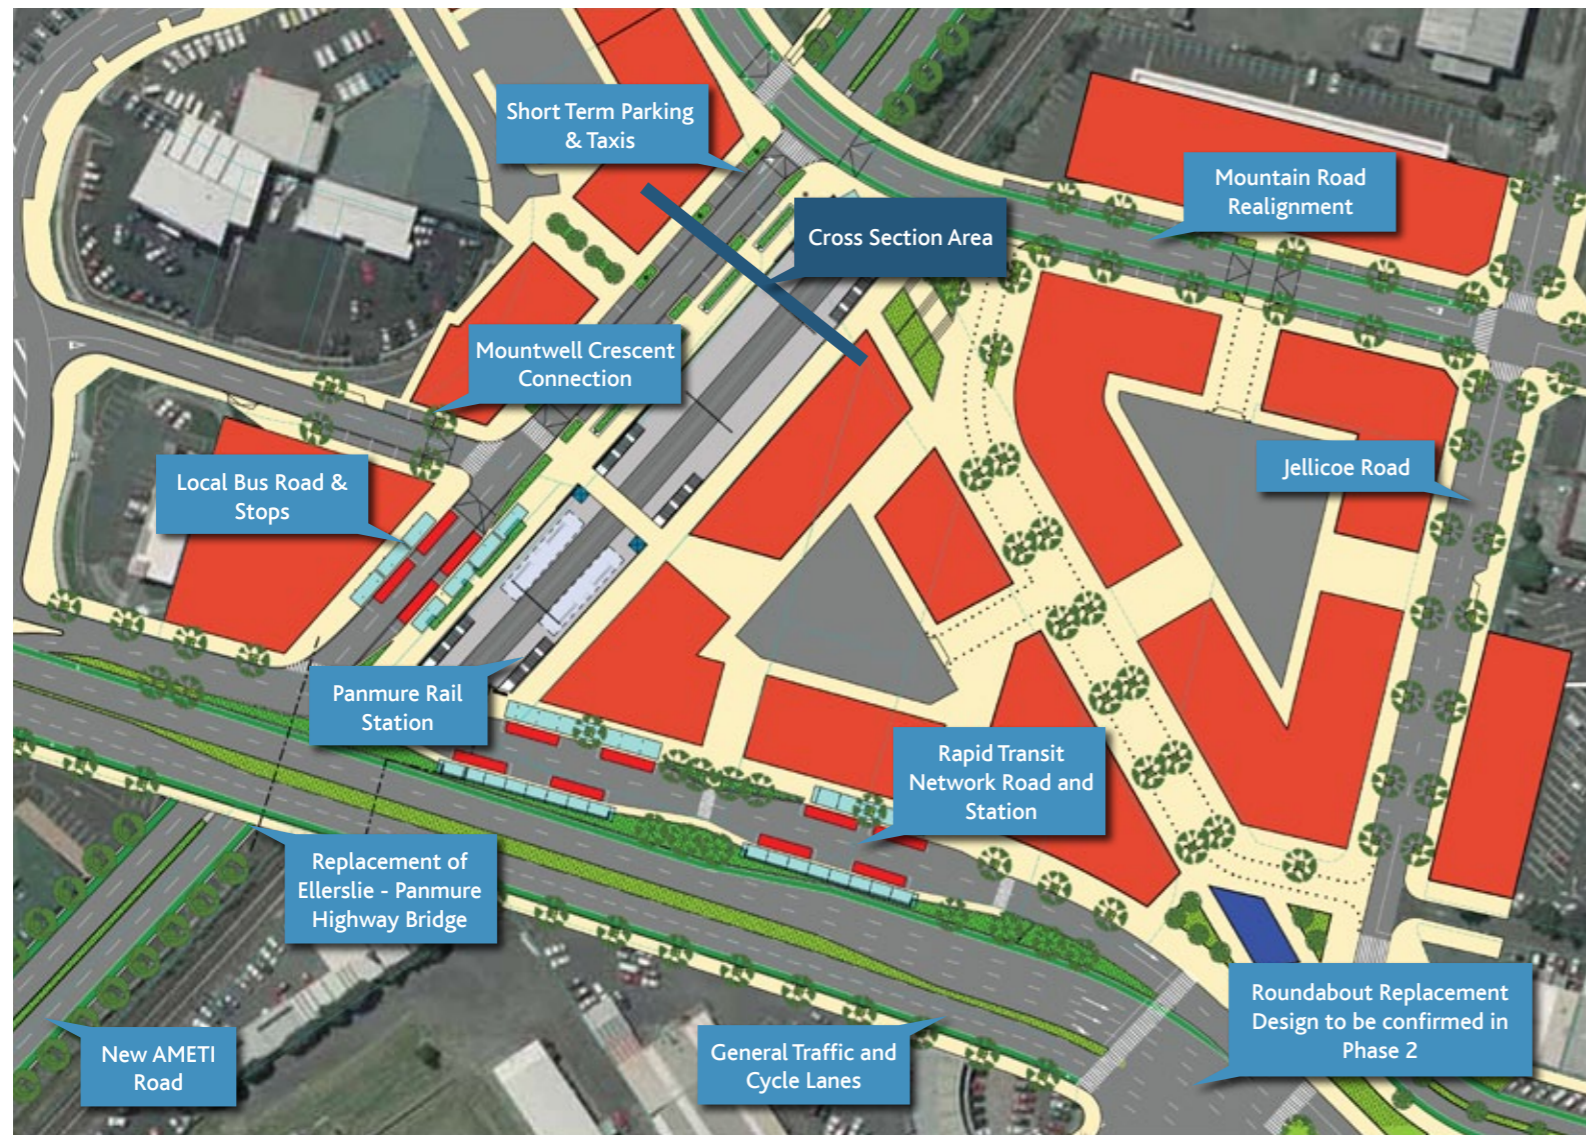 Short Term Parking
& Taxis
Mountain Road
Realignment
Cross Section Area
Mountwell Crescent
Connection
Jellicoe Road
Local Bus Road &
Stops
Panmure Rail
Station
Rapid Transit
Network Road and
Station
Replacement of
Ellerslie - Panmure
Highway Bridge
Roundabout Replacement
Design to be confirmed in
Phase 2
New AMETI
Road
General Traffic and
Cycle Lanes